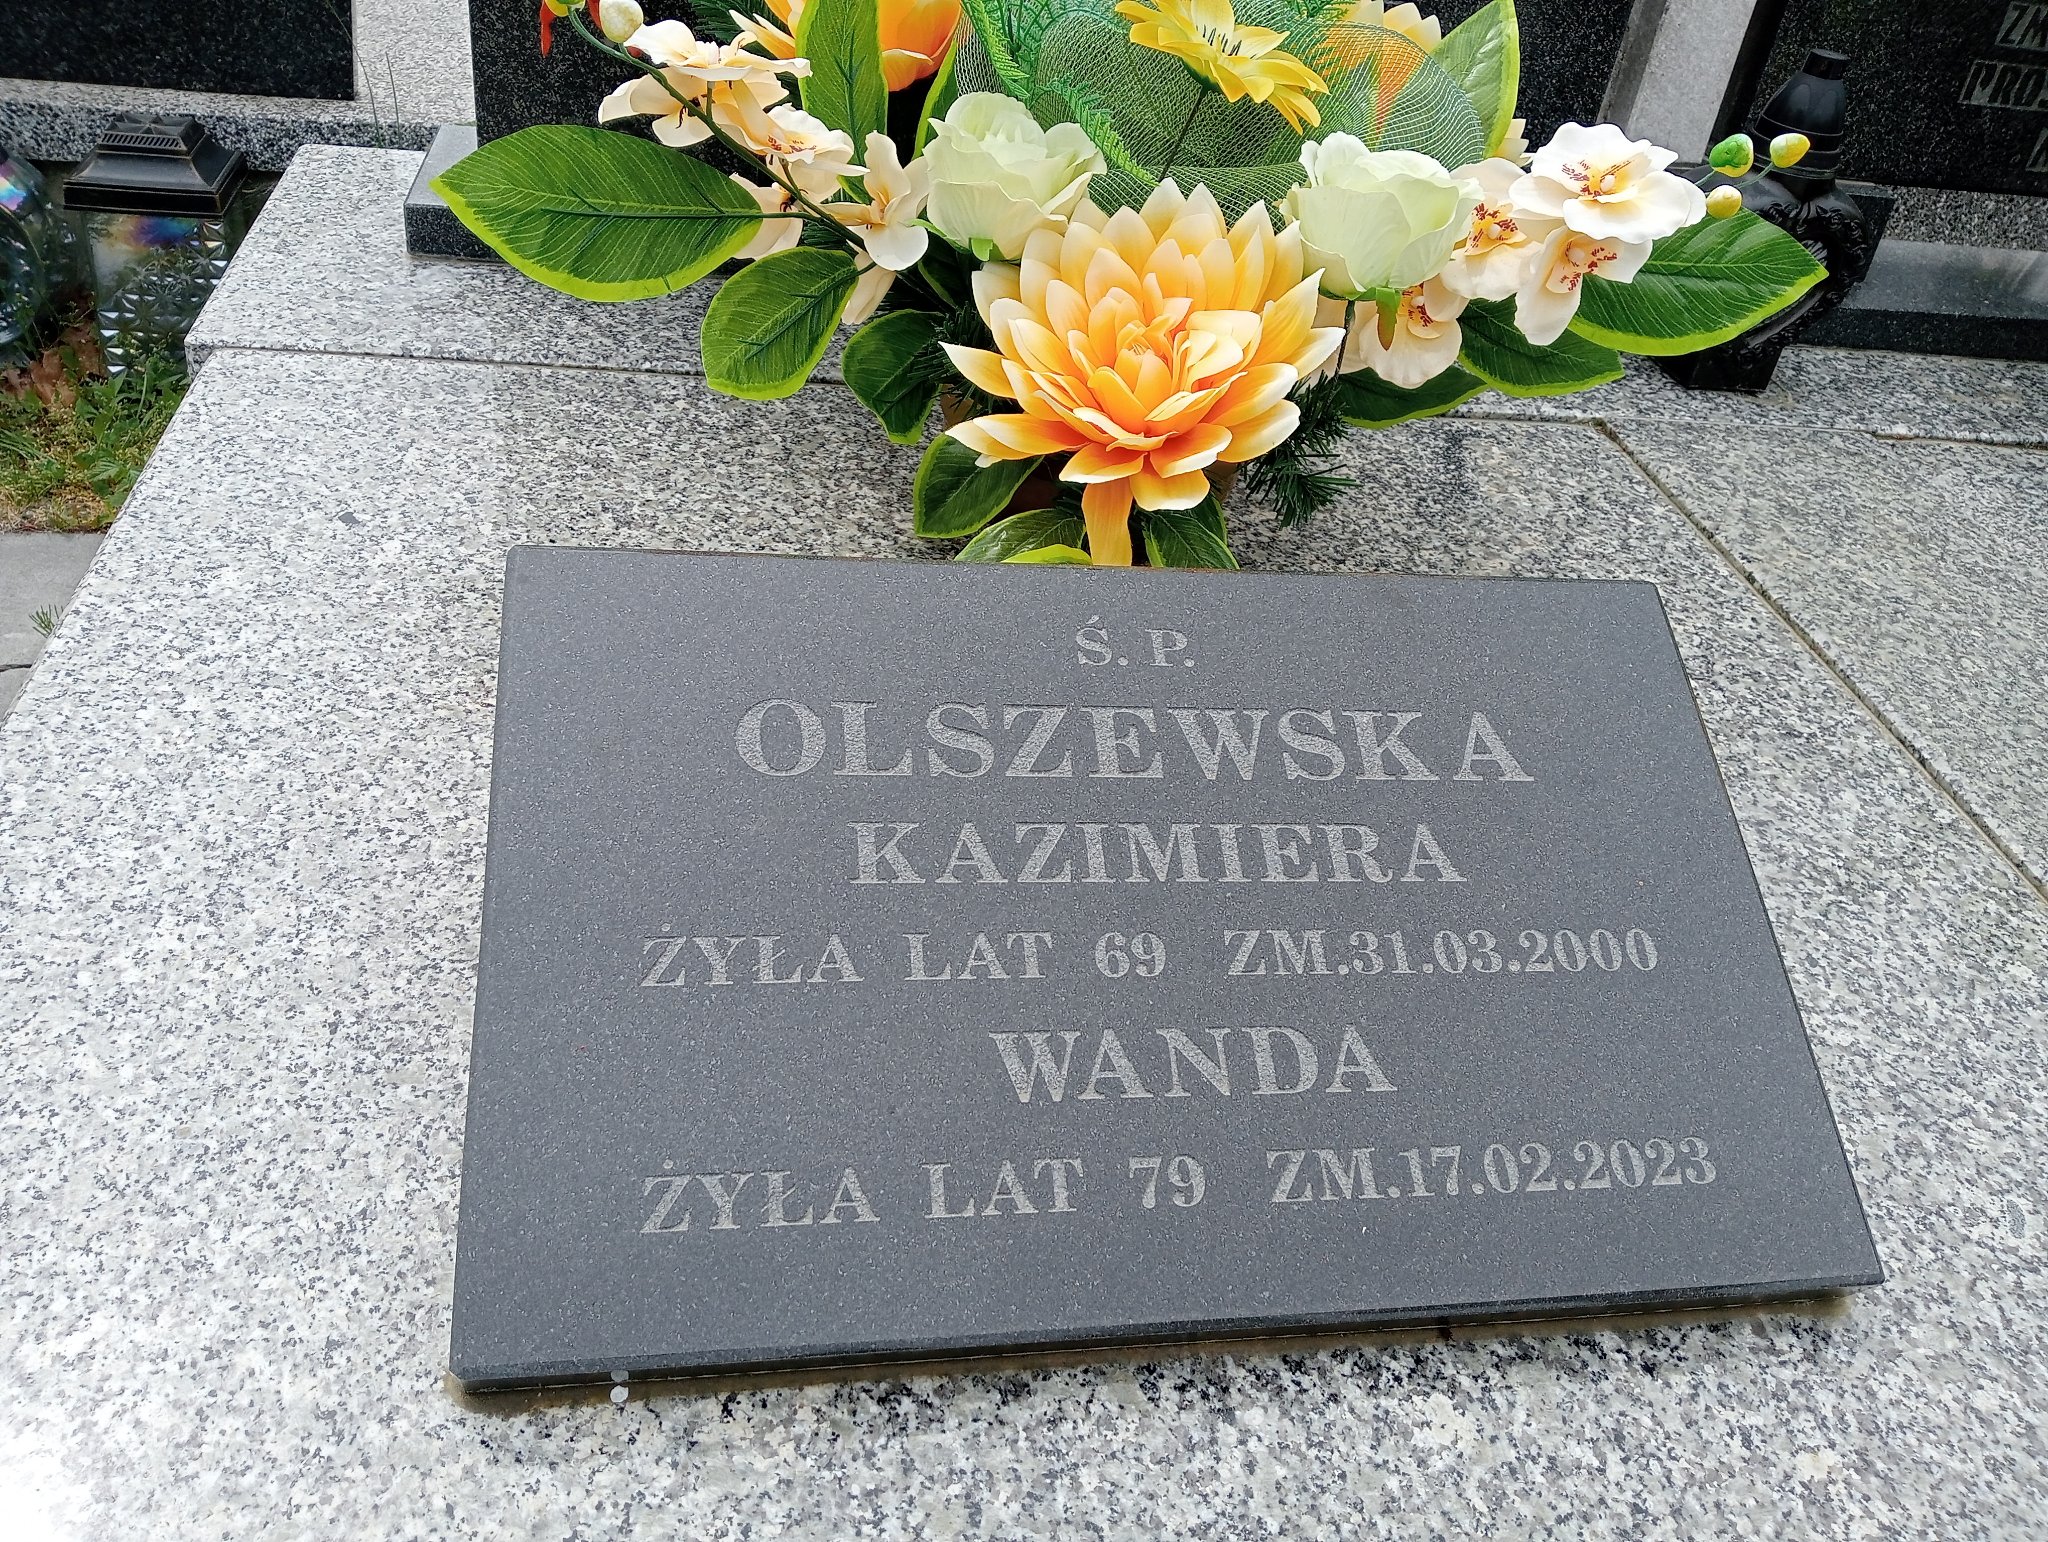 Ś. P.
OLSZEWSKA
KAZIMIERA
ŻYŁA LAT 69 ZM.31.03.2000
WANDA
ŻYŁA LAT 79 ZM.17.02.2023